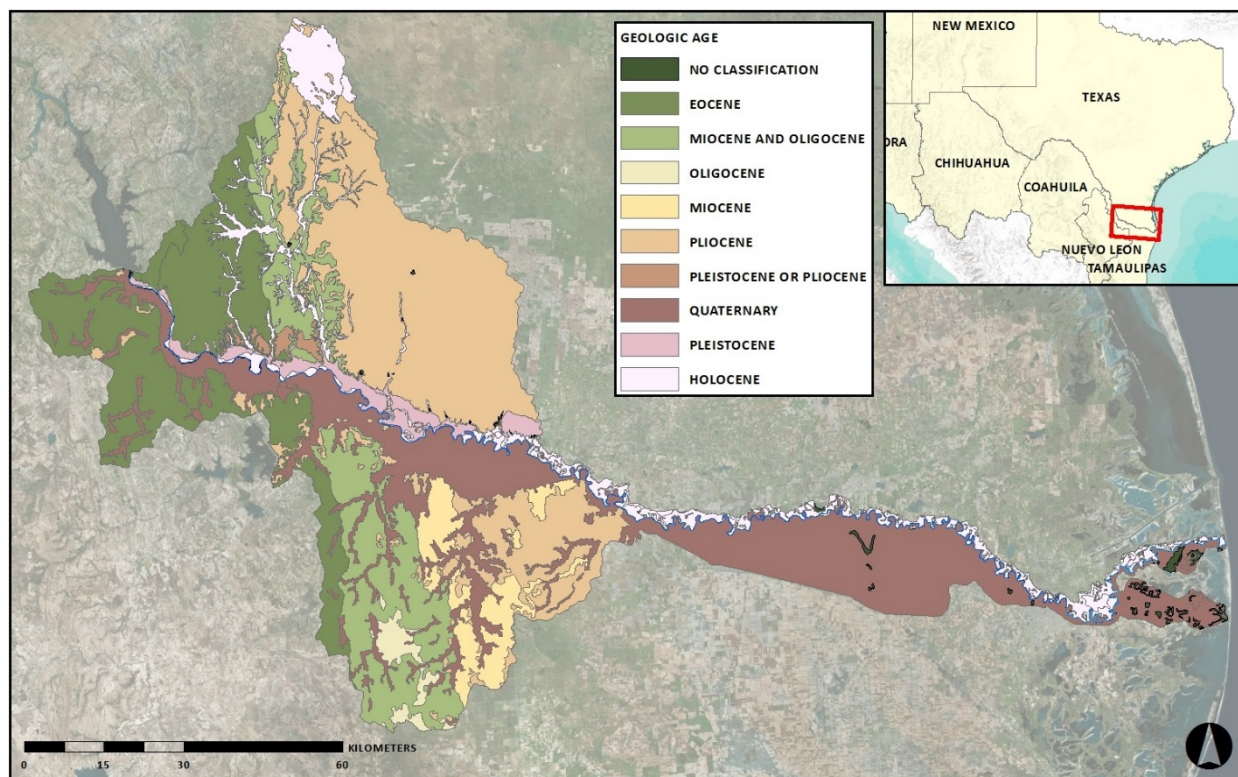 GEOLOGIC AGE
NO CLASSIFICATION
EOCENE
MIOCENE AND OLIGOCENE
OLIGOCENE
MIOCENE
PLIOCENE
PLEISTOCENE OR PLIOCENE
QUATERNARY
PLEISTOCENE
HOLOCENE
NEW MEXICO
TEXAS
ORA
CHIHUAHUA
COAHUILA
NUEVO LEÓN
TAMAULIPAS
KILOMETERS
0 15 30 60